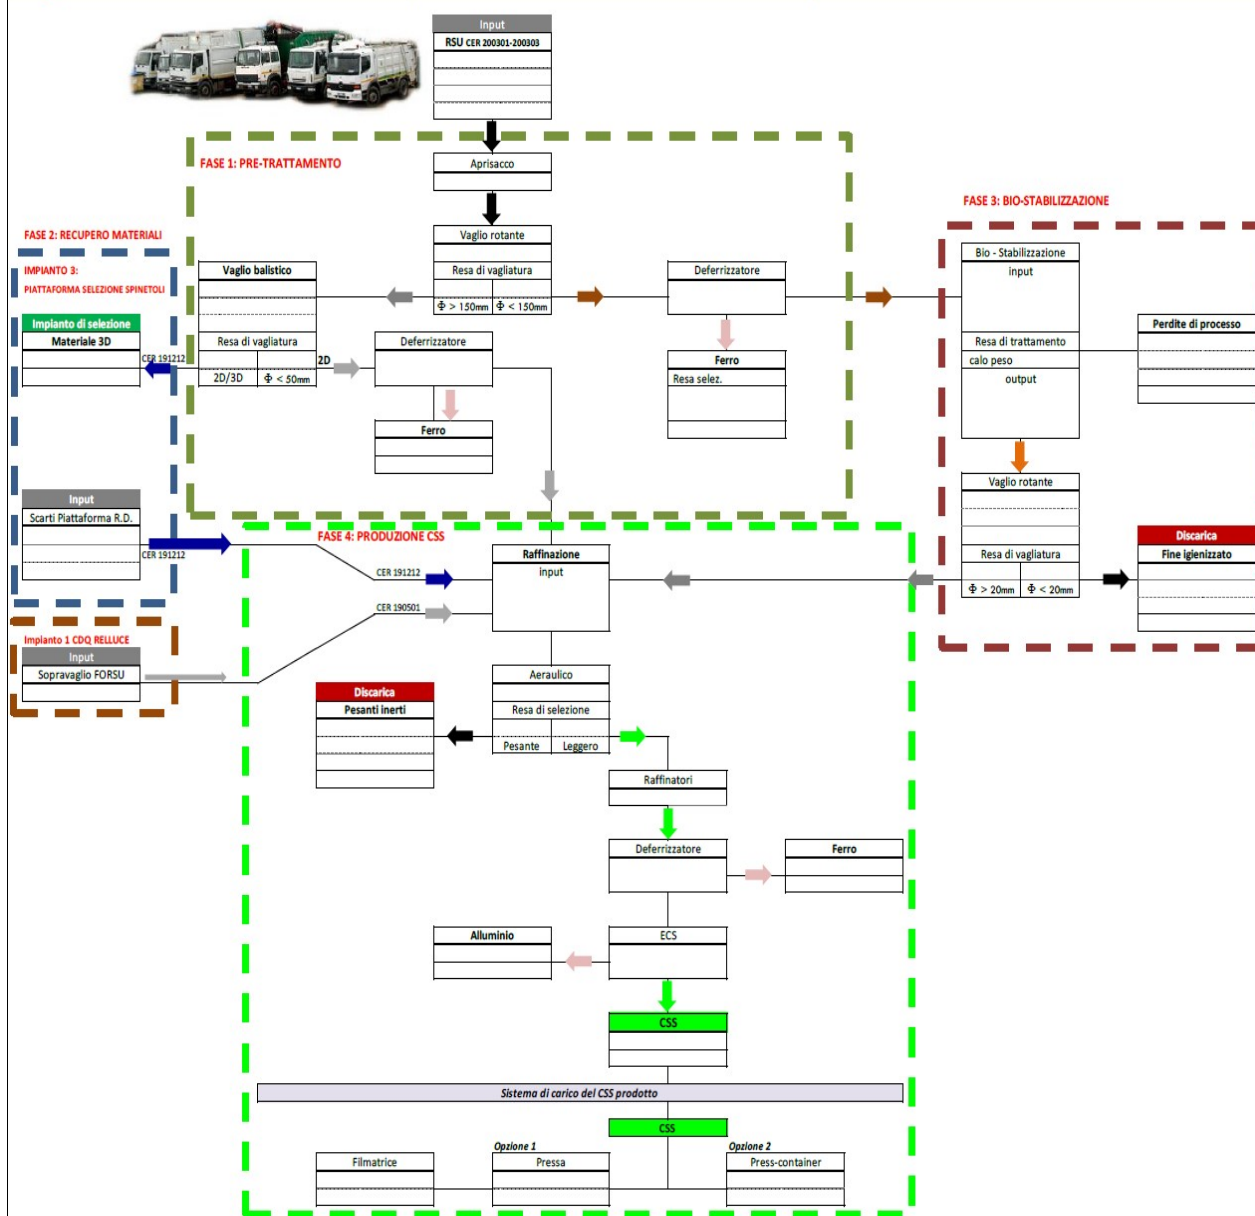 Input
RSU CER 200301-200303
FASE 1: PRE-TRATTAMENTO
Aprisacco
Vaglio rotante
Resa di vagliatura
Φ > 150mm
Φ < 150mm
Vaglio balistico
Resa di vagliatura
2D/3D
Φ < 50mm
2D
Deferrizzatore
Ferro
Deferrizzatore
Ferro
Resa selez.
FASE 2: RECUPERO MATERIALI
IMPIANTO 3:
PIATTAFORMA SELEZIONE SPINETOLI
Impianto di selezione
Materiale 3D
CER 191212
Input
Scarti Piattaforma R.D.
CER 191212
Impianto 1 CDQ RELLUCE
Input
Sopravaglio FORSU
FASE 3: BIO-STABILIZZAZIONE
Bio - Stabilizzazione
input
Resa di trattamento
calo peso
output
Perdite di processo
Vaglio rotante
Resa di vagliatura
Φ > 20mm
Φ < 20mm
Discarica
Fine igienizzato
FASE 4: PRODUZIONE CSS
Raffinazione
input
CER 191212
CER 190501
Aeraulico
Resa di selezione
Pesante
Leggero
Discarica
Pesanti inerti
Raffinatori
Deferrizzatore
Ferro
Alluminio
ECS
CSS
Sistema di carico del CSS prodotto
CSS
Filmatrice
Opzione 1
Pressa
Opzione 2
Press-container